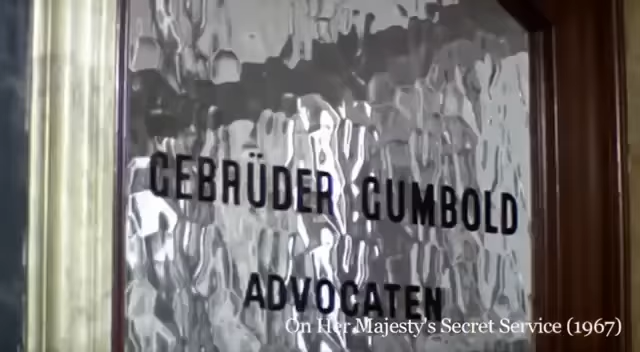 GEBRÜDER GUMBOLD
ADVOCATEN
On Her Majesty's Secret Service (1967)